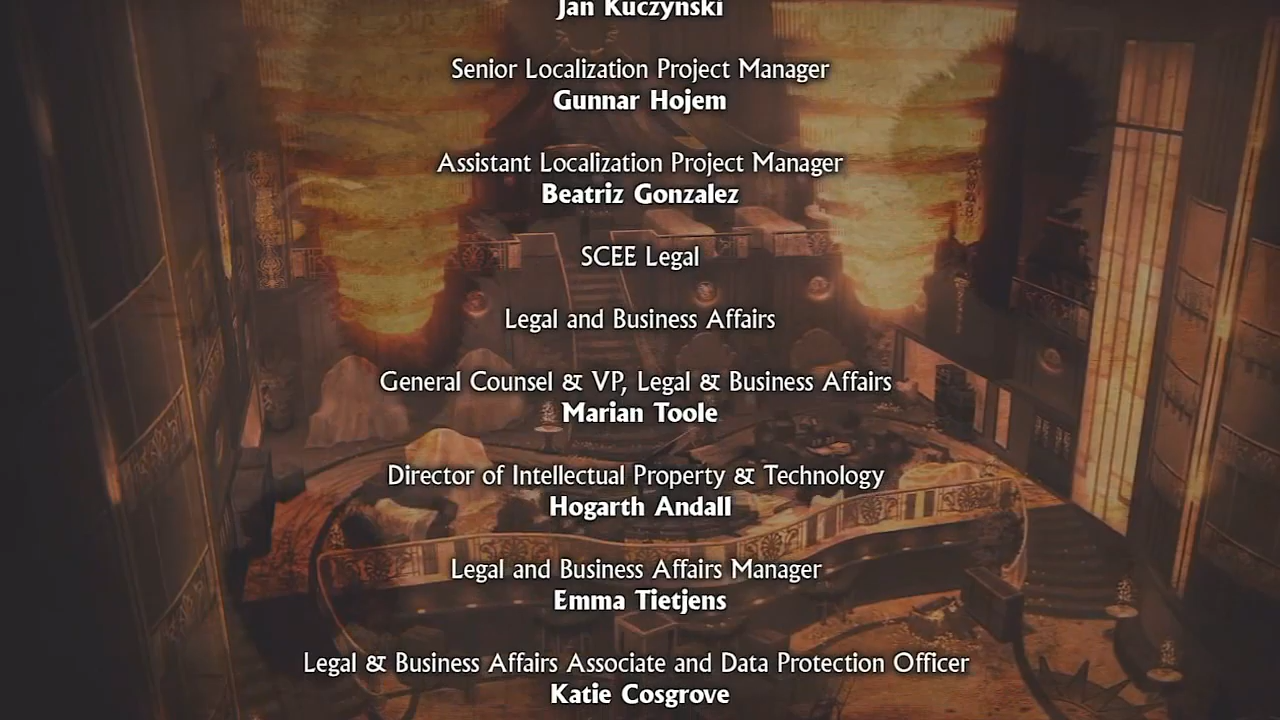 Jan Kuczynski
Senior Localization Project Manager
Gunnar Hojem
Assistant Localization Project Manager
Beatriz Gonzalez
SCEE Legal
Legal and Business Affairs
General Counsel & VP, Legal & Business Affairs
Marian Toole
Director of Intellectual Property & Technology
Hogarth Andall
Legal and Business Affairs Manager
Emma Tietjens
Legal & Business Affairs Associate and Data Protection Officer
Katie Cosgrove